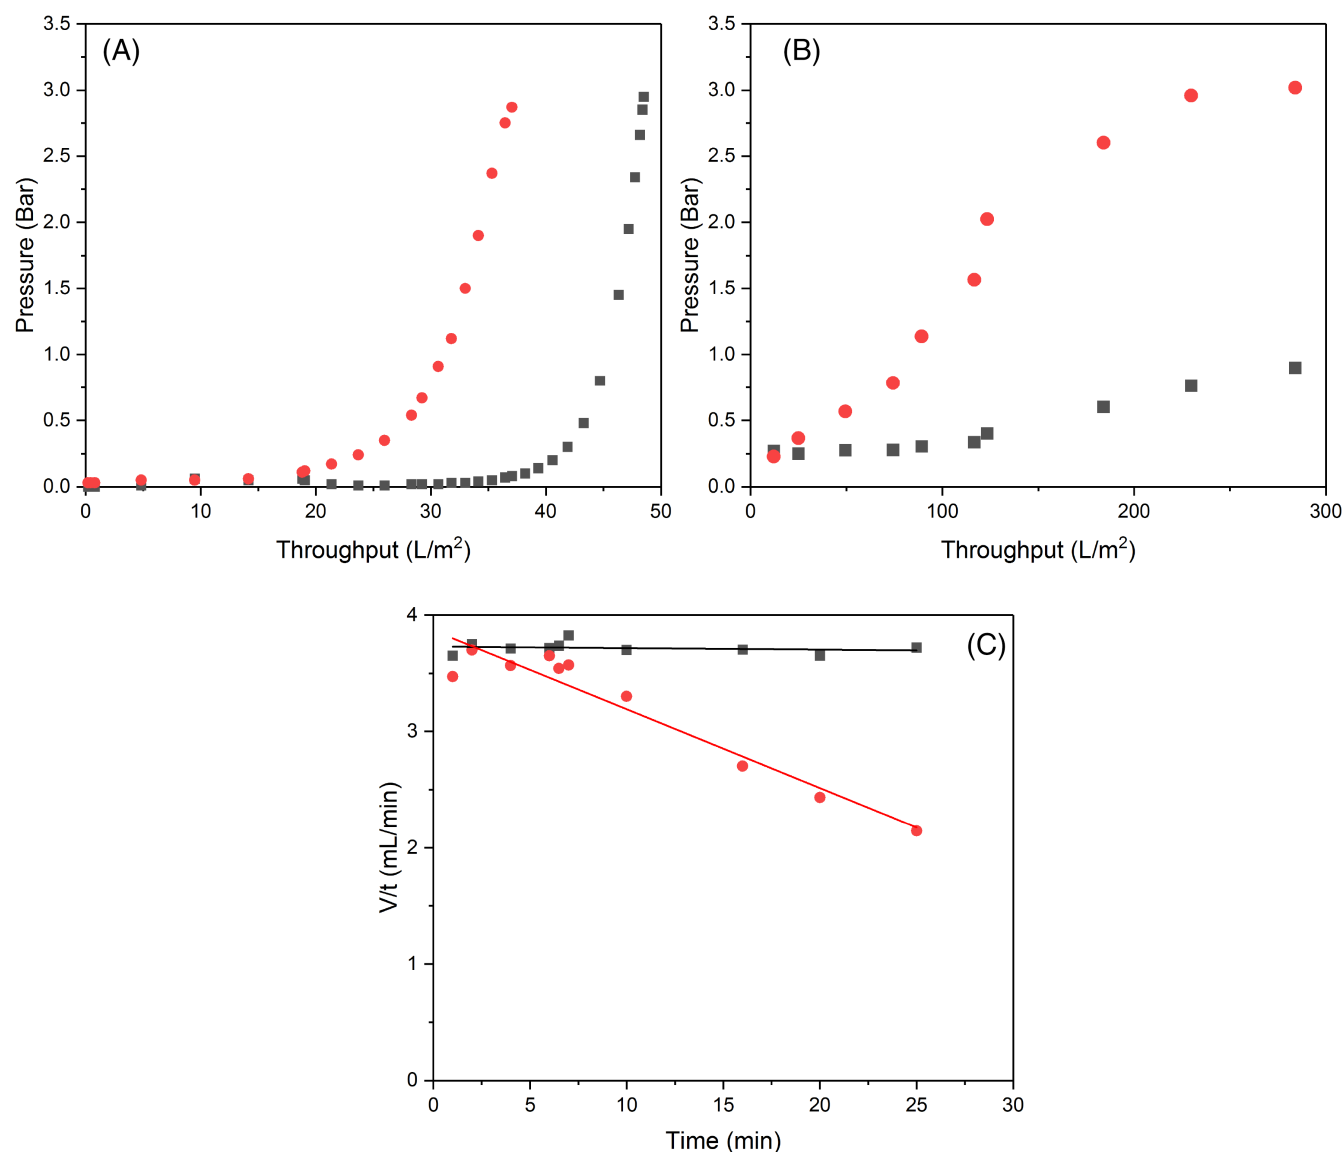 (A)
3.5
3.0
2.5
2.0
1.5
1.0
0.5
0.0
Pressure (Bar)
0 10 20 30 40 50
Throughput (L/m²)
(B)
3.5
3.0
2.5
2.0
1.5
1.0
0.5
0.0
Pressure (Bar)
0 100 200 300
Throughput (L/m²)
(C)
4
3
2
1
0
V/t (mL/min)
0 5 10 15 20 25 30
Time (min)